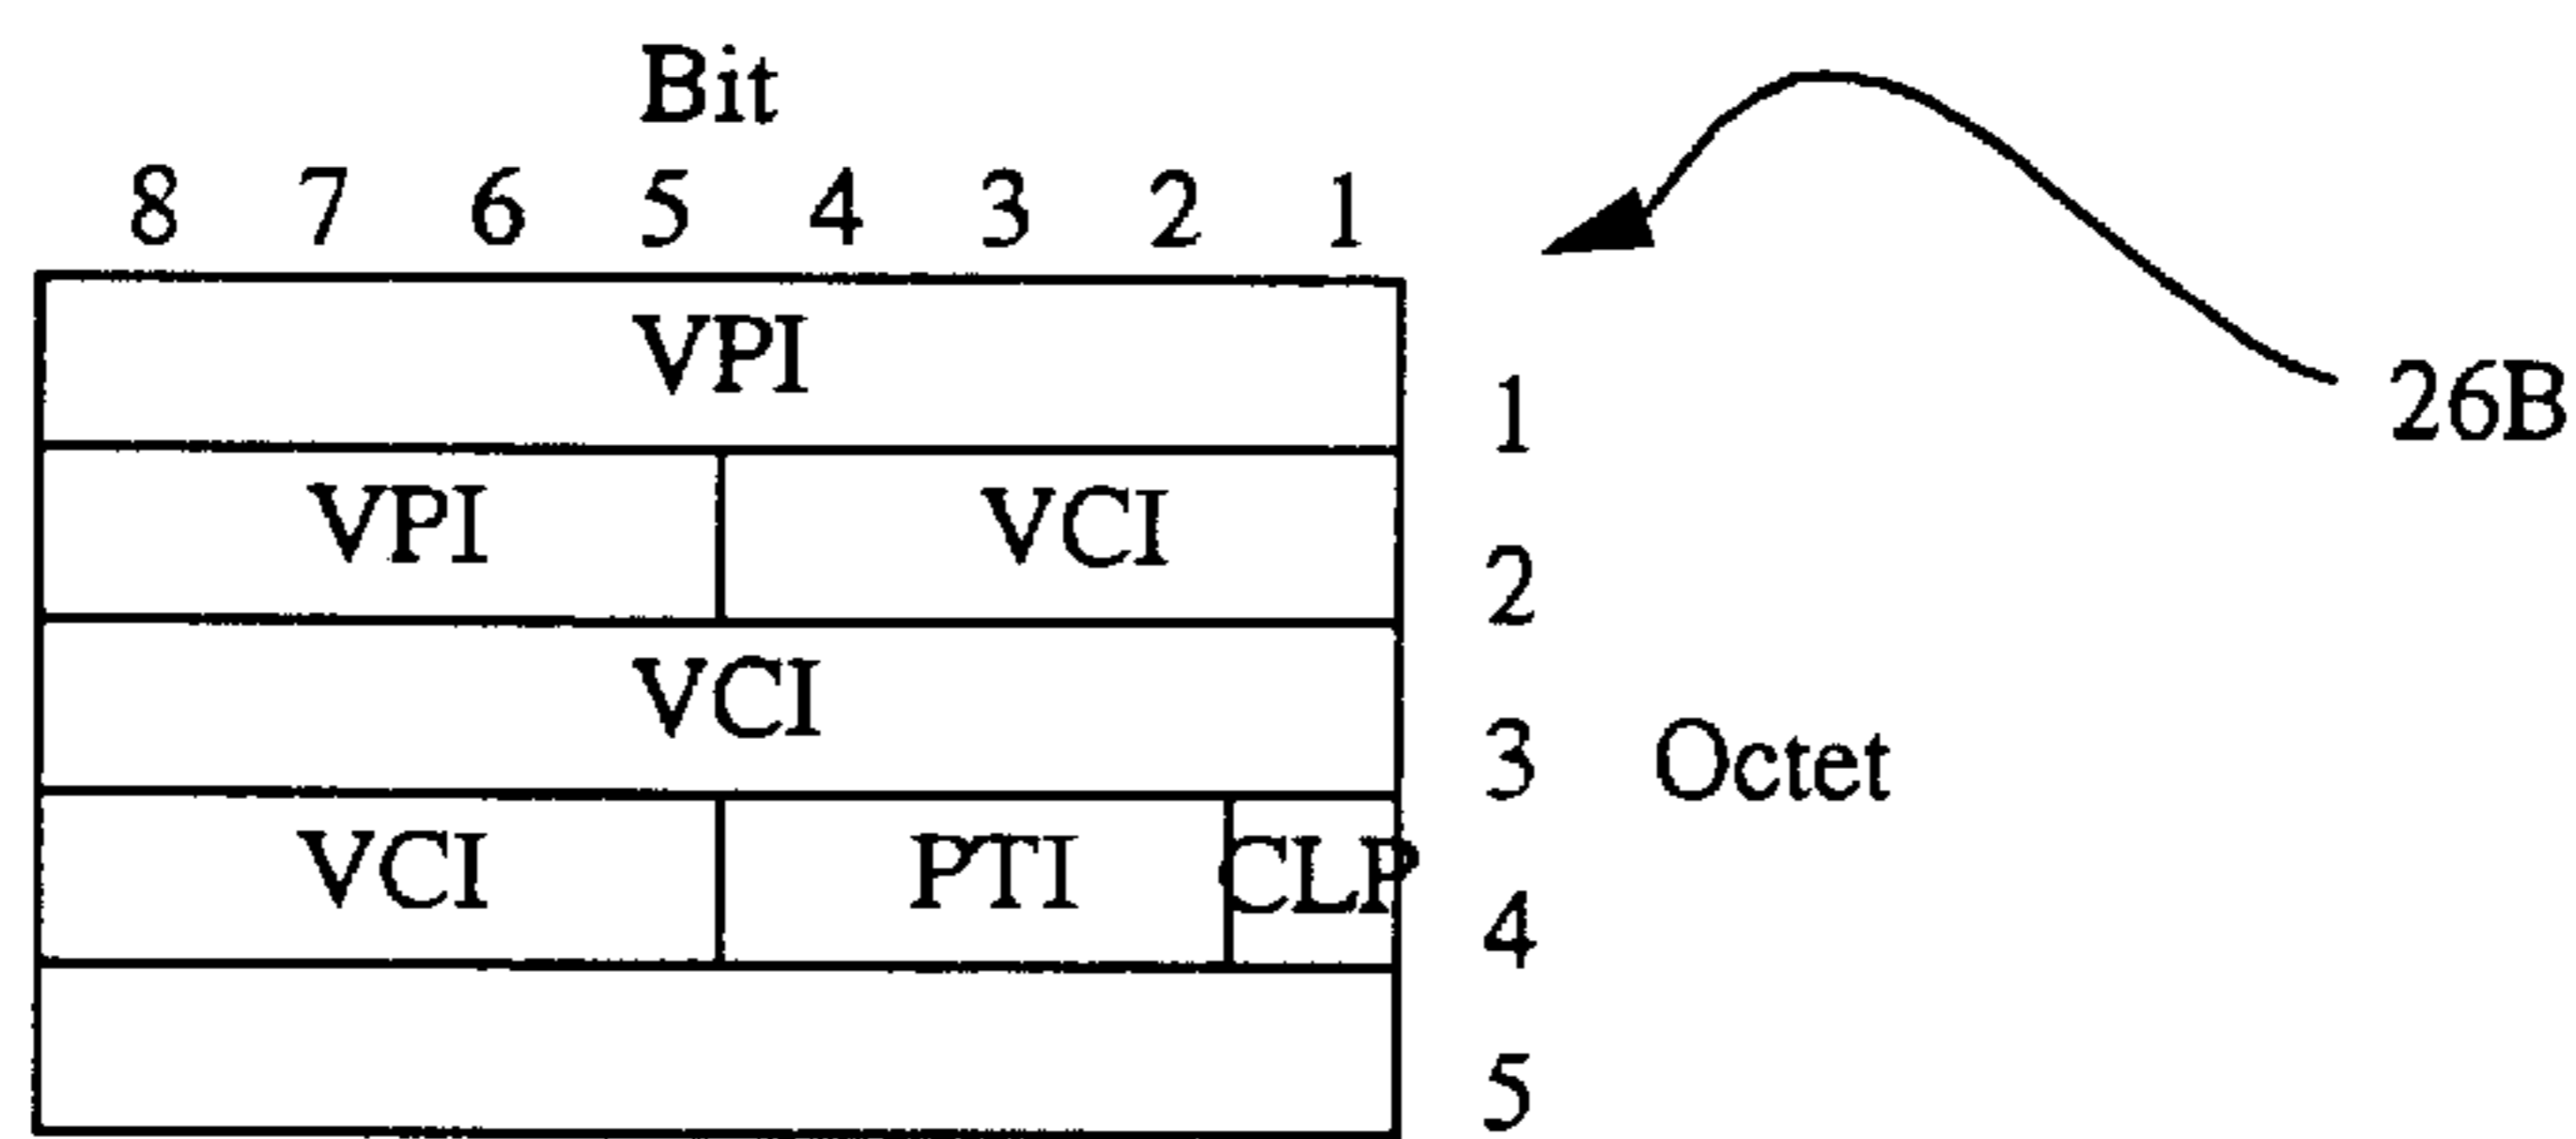 Bit
8 7 6 5 4 3 2 1
VPI
1
26B
VPI VCI
2
VCI
3 Octet
VCI PTI CLP
4
5